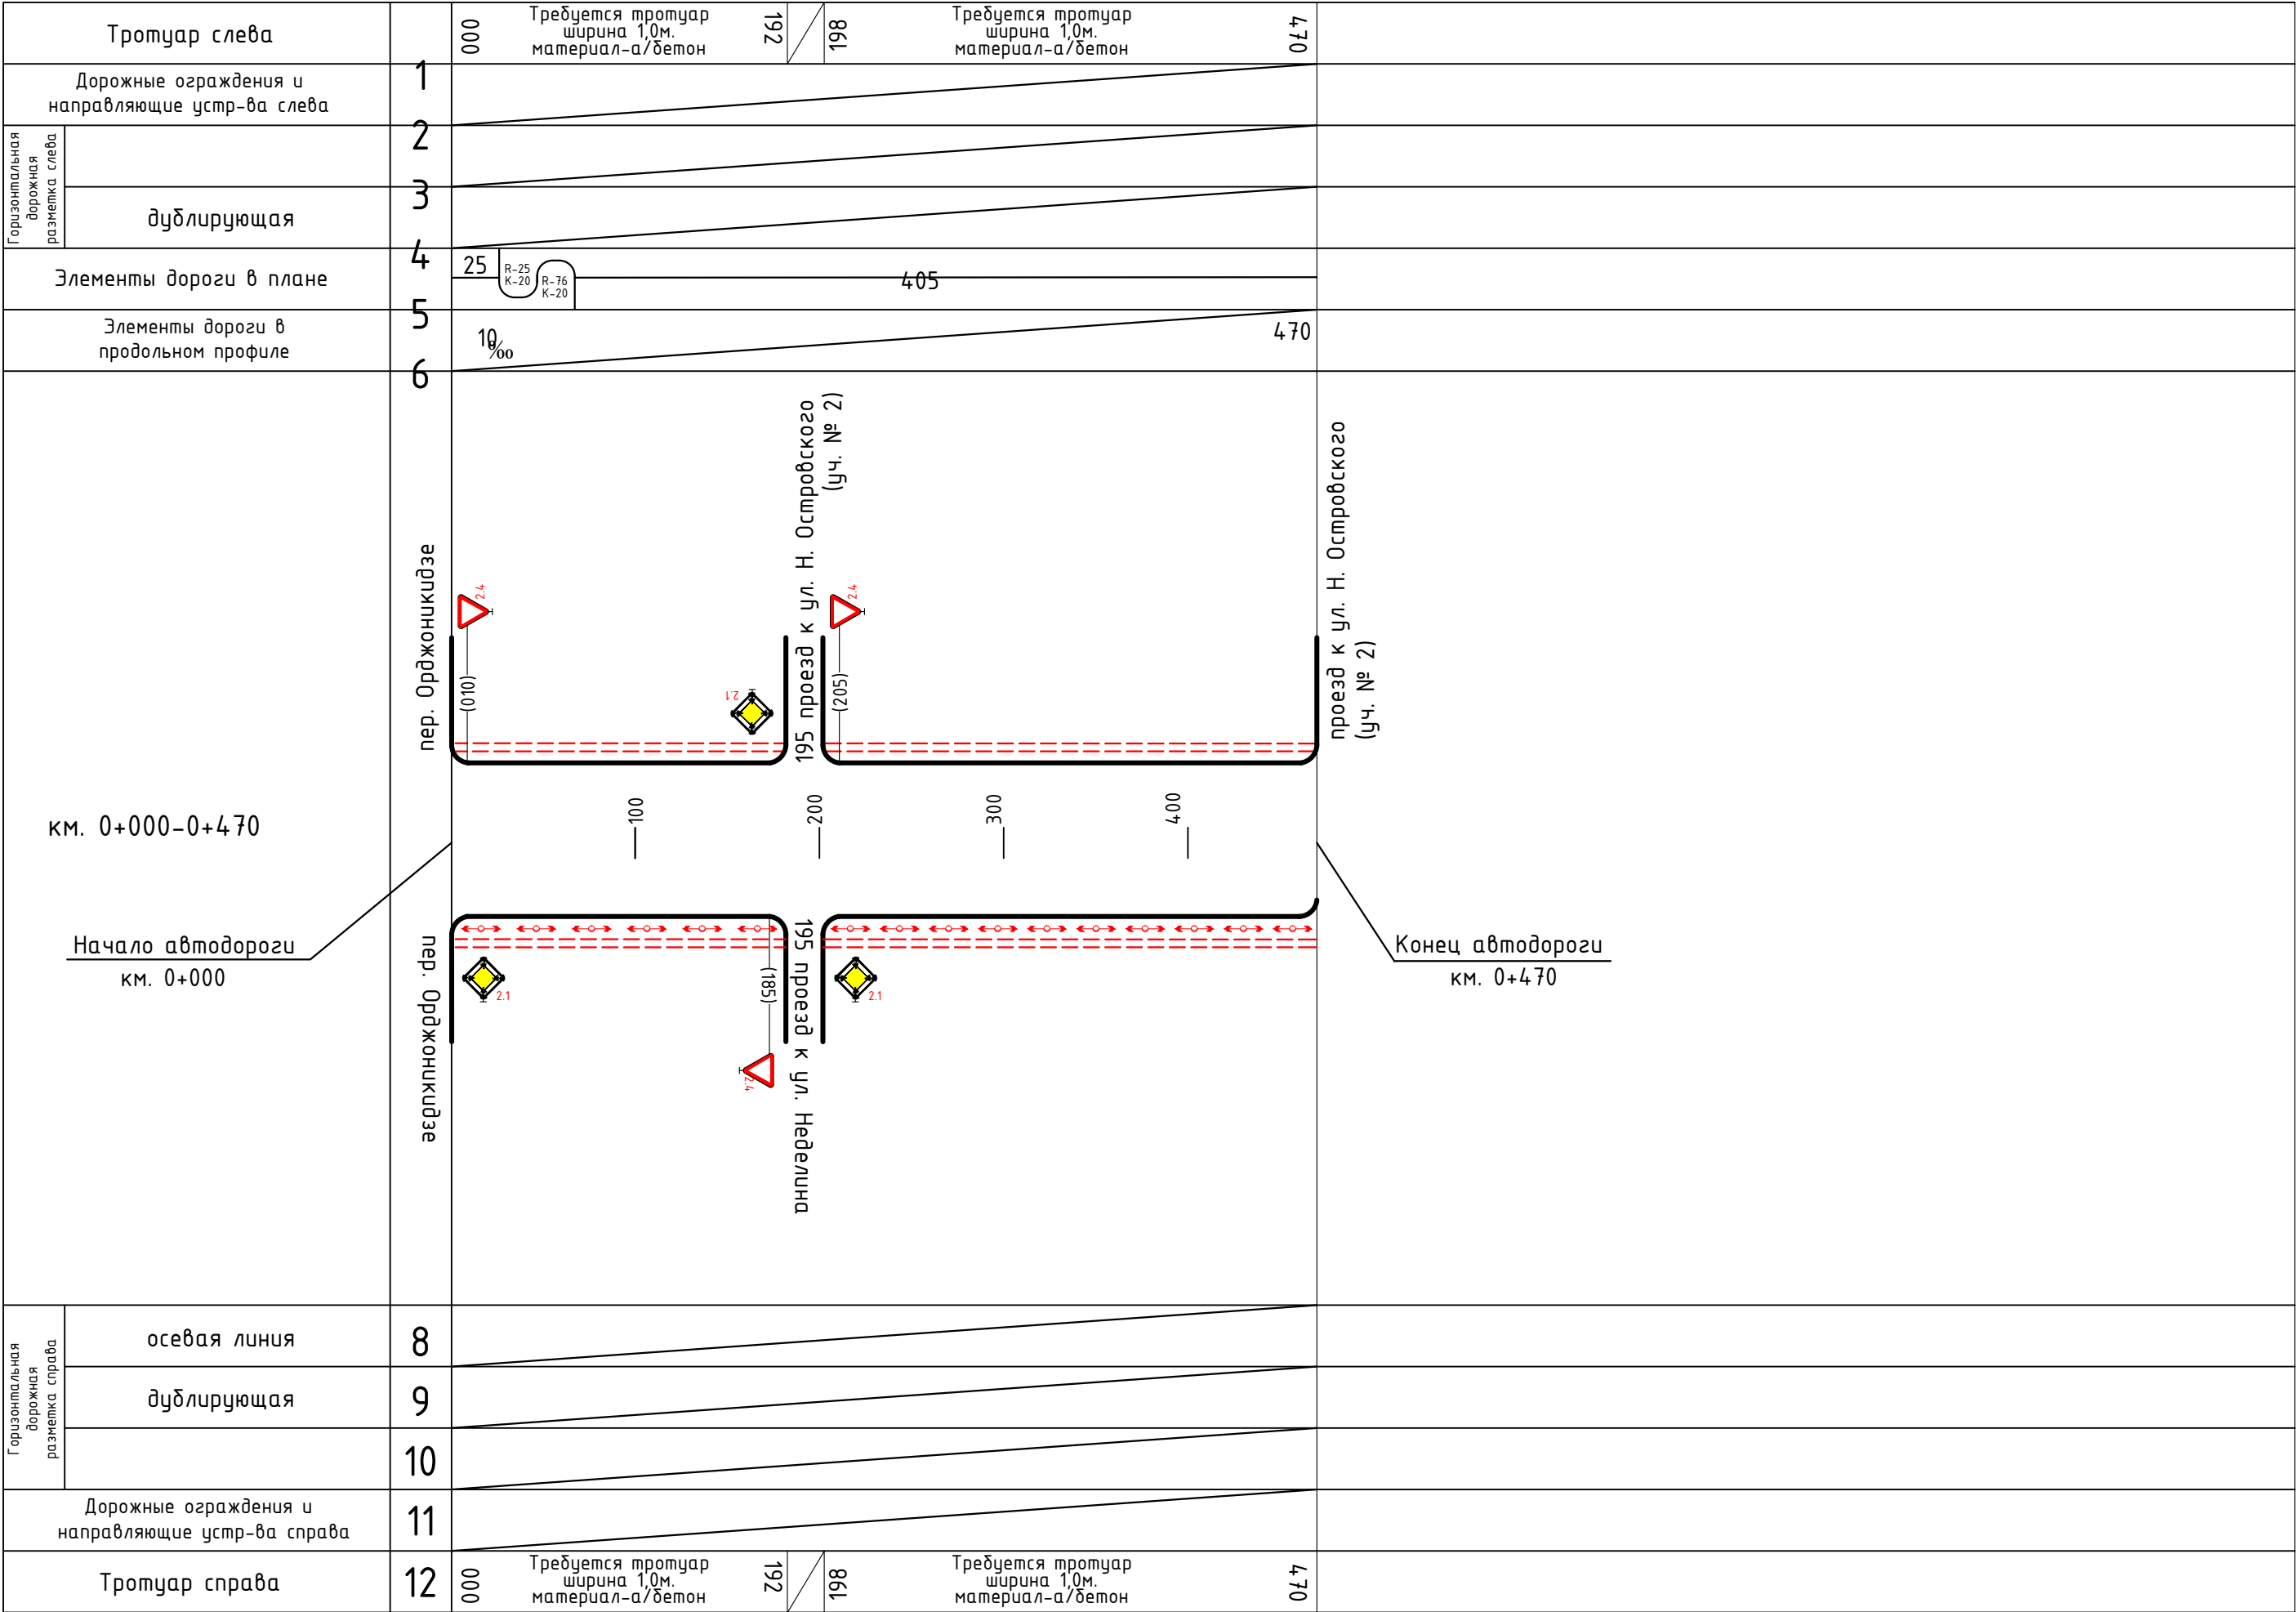 Тротуар слева
000
Требуется тротуар
ширина 1,0м.
материал-а/бетон
192
198
Требуется тротуар
ширина 1,0м.
материал-а/бетон
470
Дорожные ограждения и
направляющие устр-ва слева
1
Горизонтальная
дорожная
разметка слева
2
дублирующая
3
Элементы дороги в плане
4
25
R-25
K-20
R-76
K-20
405
Элементы дороги в
продольном профиле
5
10
‰
470
6
пер. Орджоникидзе
2.4
(010)
2.1
195 проезд к ул. Н. Островского
(уч. № 2)
2.4
(205)
проезд к ул. Н. Островского
(уч. № 2)
км. 0+000-0+470
100
200
300
400
Начало автодороги
км. 0+000
Конец автодороги
км. 0+470
пер. Орджоникидзе
2.1
(185)
2.4
195 проезд к ул. Неделина
2.1
Горизонтальная
дорожная
разметка справа
осевая линия
8
дублирующая
9
10
Дорожные ограждения и
направляющие устр-ва справа
11
Тротуар справа
12
000
Требуется тротуар
ширина 1,0м.
материал-а/бетон
192
198
Требуется тротуар
ширина 1,0м.
материал-а/бетон
470